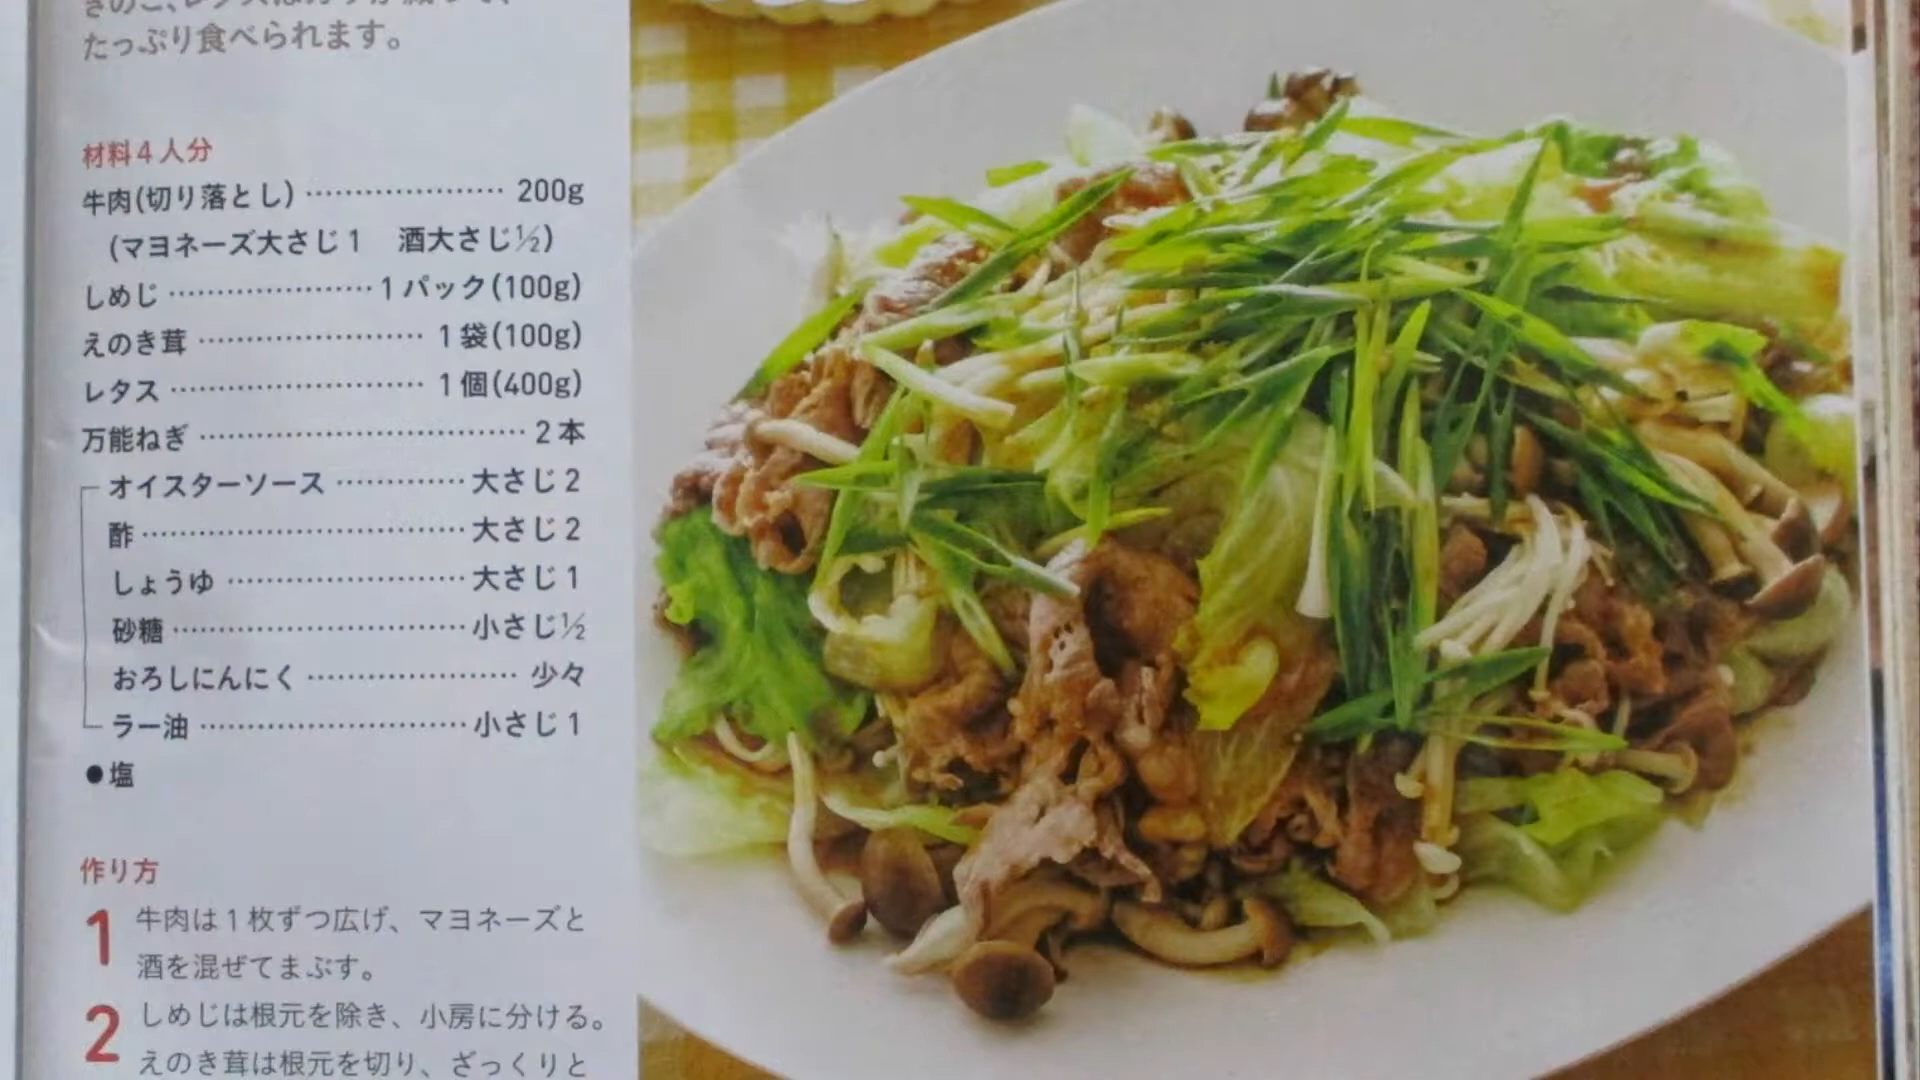 たっぷり食べられます。
材料4人分
牛肉(切り落とし) ………………… 200g
(マヨネーズ大さじ1　酒大さじ½)
しめじ ………………… 1パック(100g)
えのき茸 …………………… 1袋(100g)
レタス ……………………… 1個(400g)
万能ねぎ …………………………… 2本
オイスターソース ………… 大さじ2
酢 …………………………… 大さじ2
しょうゆ …………………… 大さじ1
砂糖 ………………………… 小さじ½
おろしにんにく ………………… 少々
ラー油 ……………………… 小さじ1
●塩
作り方
1 牛肉は1枚ずつ広げ、マヨネーズと
酒を混ぜてまぶす。
2 しめじは根元を除き、小房に分ける。
えのき茸は根元を切り、ざっくりと